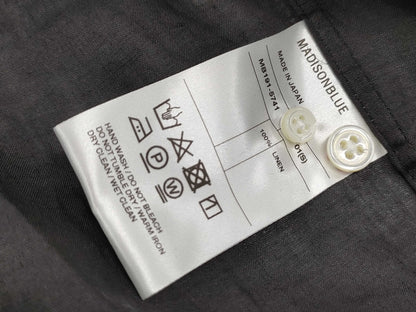 MADISONBLUE
MADE IN JAPAN
MB191-5741
01(S)
100% LINEN
P
W
HAND WASH / DO NOT BLEACH
DO NOT TUMBLE DRY / WARM IRON
DRY CLEAN / WET CLEAN